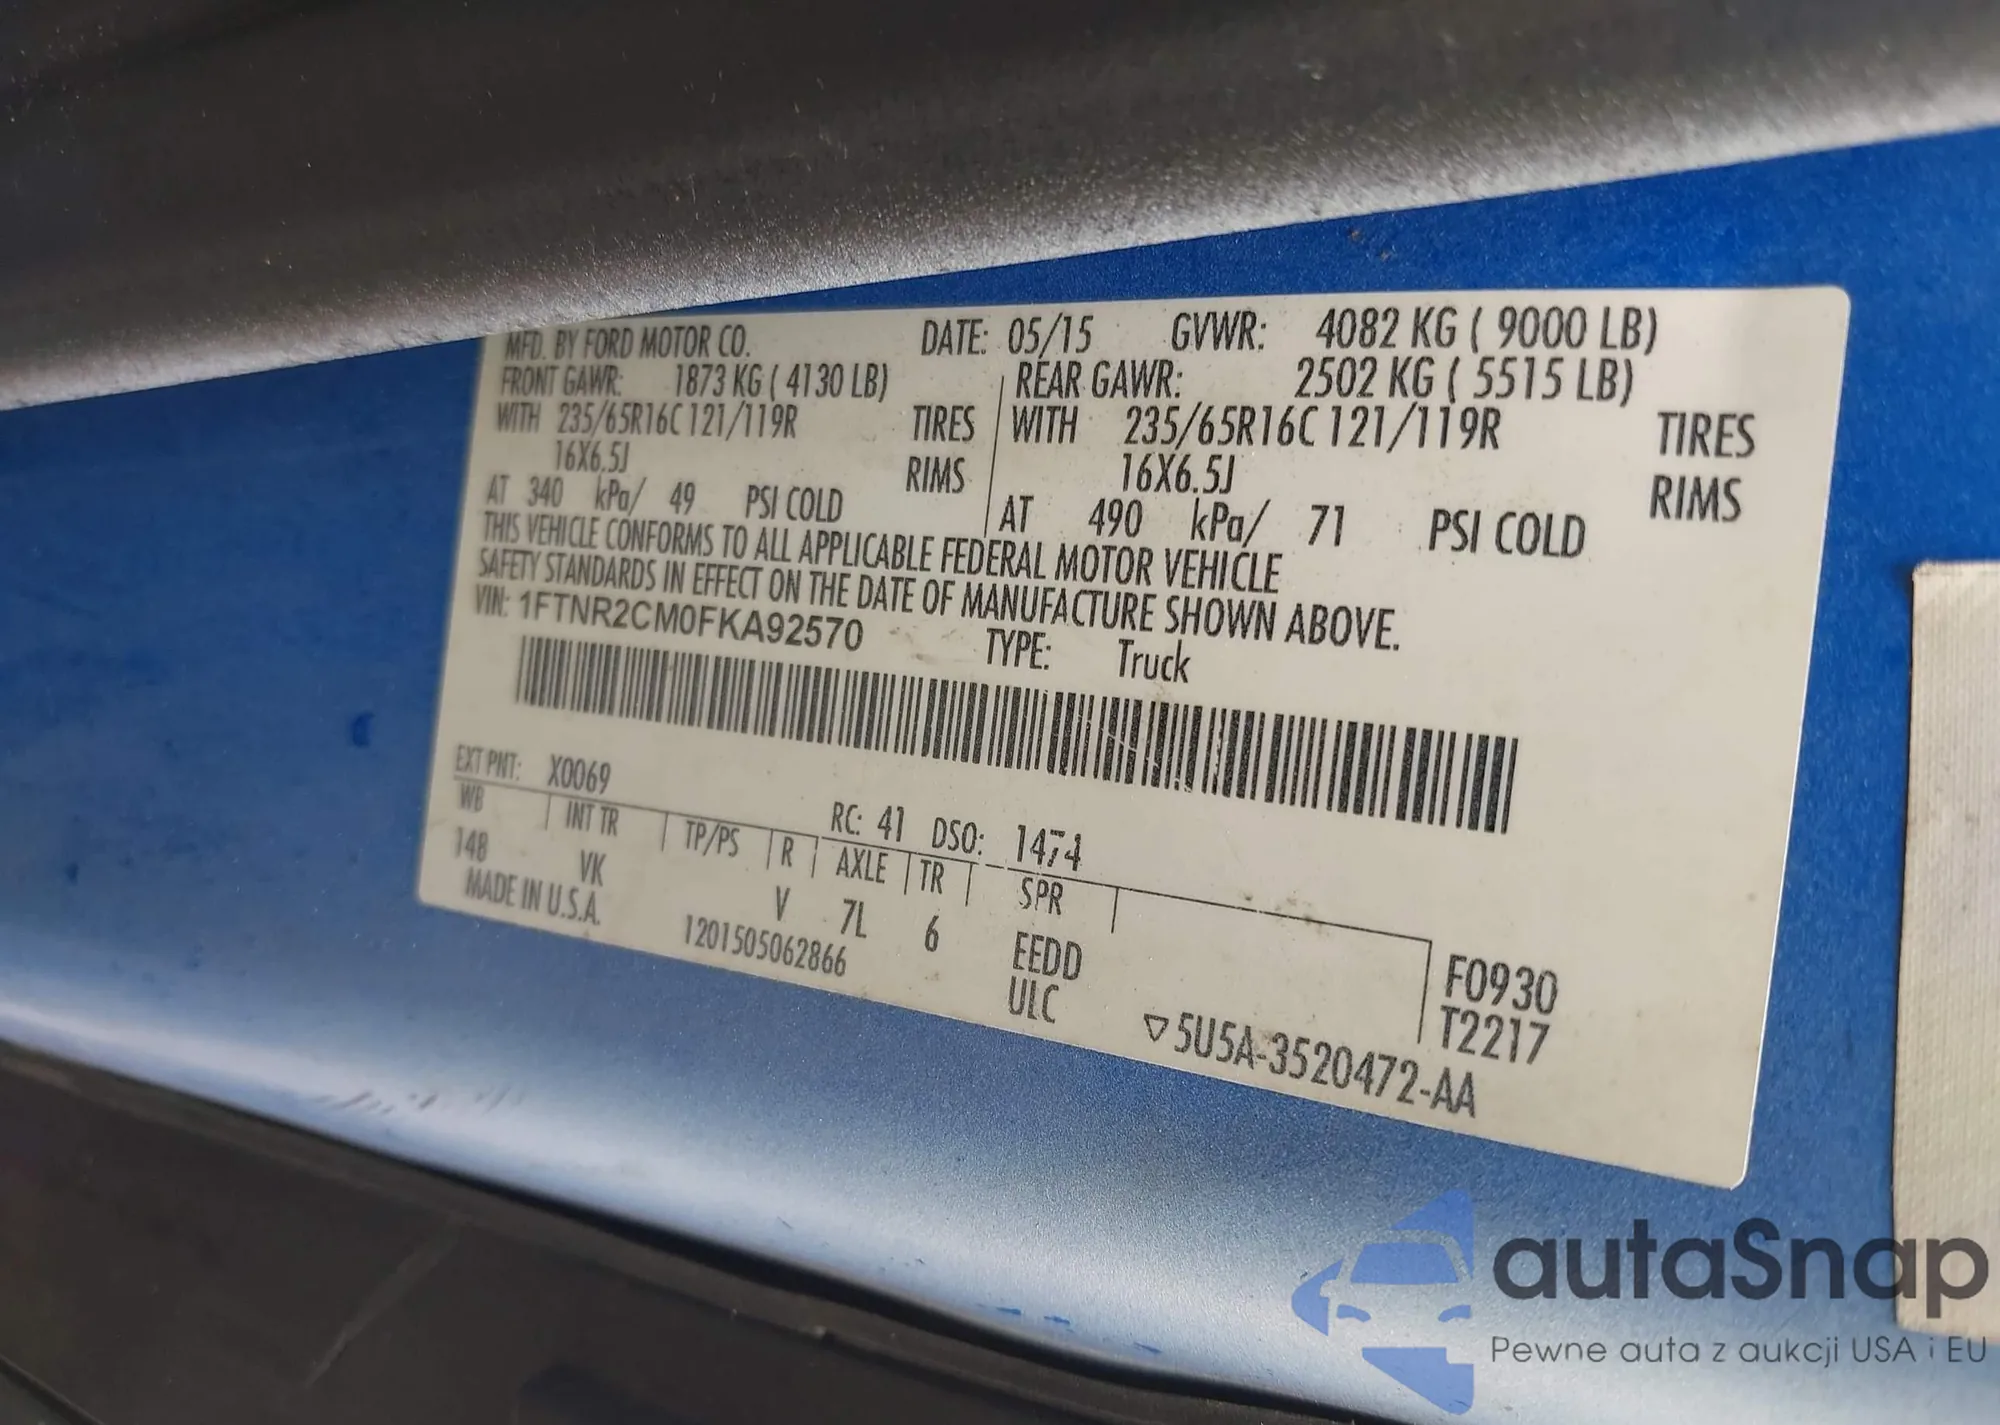 MFD. BY FORD MOTOR CO. DATE: 05/15 GVWR: 4082 KG ( 9000 LB)
FRONT GAWR: 1873 KG ( 4130 LB) REAR GAWR: 2502 KG ( 5515 LB)
WITH 235/65R16C 121/119R TIRES WITH 235/65R16C 121/119R TIRES
16X6.5J RIMS 16X6.5J RIMS
AT 340 kPa/ 49 PSI COLD AT 490 kPa/ 71 PSI COLD
THIS VEHICLE CONFORMS TO ALL APPLICABLE FEDERAL MOTOR VEHICLE
SAFETY STANDARDS IN EFFECT ON THE DATE OF MANUFACTURE SHOWN ABOVE.
VIN: 1FTNR2CM0FKA92570 TYPE: Truck
EXT PNT: X0069 RC: 41 DSO: 1474
WB INT TR TP/PS R AXLE TR SPR
148 VK V 7L 6 EEDD F0930
MADE IN U.S.A. 1201505062866 ULC T2217
▽5U5A-3520472-AA
autaSnap
Pewne auta z aukcji USA i EU